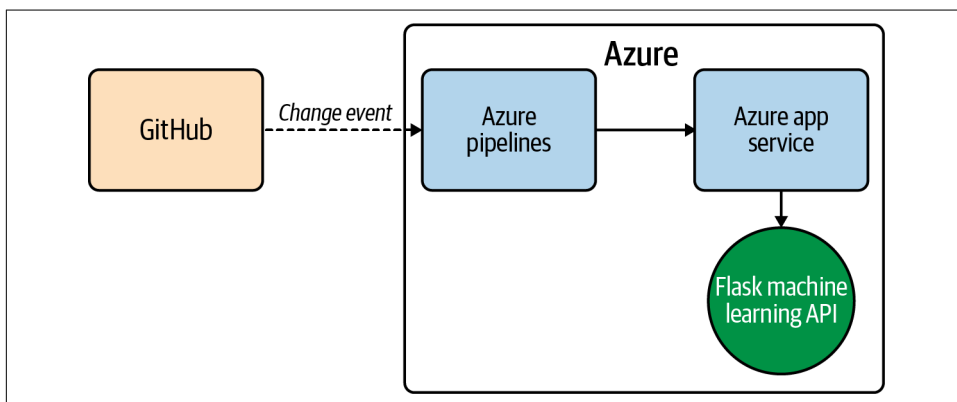 Azure
GitHub
Change event
Azure
pipelines
Azure app
service
Flask machine
learning API